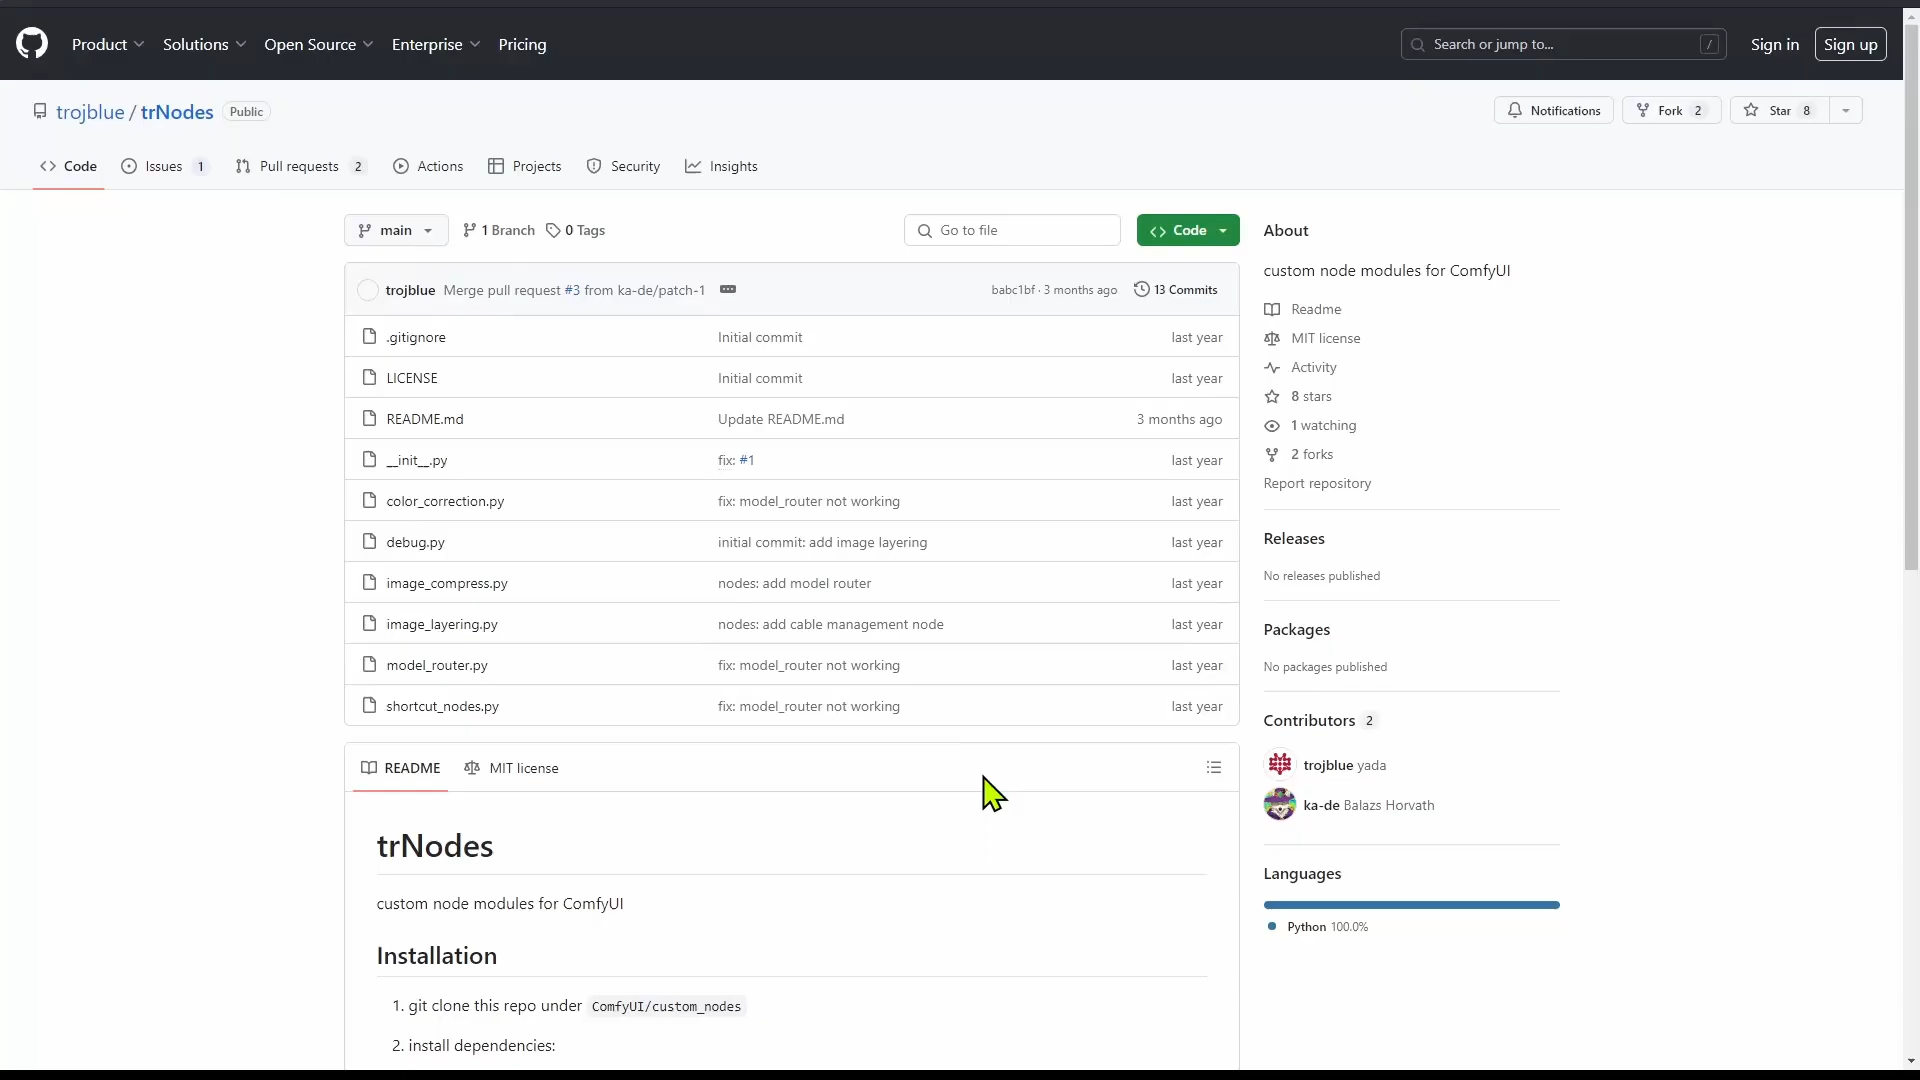 Product Solutions Open Source Enterprise Pricing Search or jump to... / Sign in Sign up
trojblue / trNodes Public Notifications Fork 2 Star 8
Code Issues 1 Pull requests 2 Actions Projects Security Insights
main 1 Branch 0 Tags Go to file Code
trojblue Merge pull request #3 from ka-de/patch-1 babc1bf · 3 months ago 13 Commits
.gitignore Initial commit last year
LICENSE Initial commit last year
README.md Update README.md 3 months ago
__init__.py fix: #1 last year
color_correction.py fix: model_router not working last year
debug.py initial commit: add image layering last year
image_compress.py nodes: add model router last year
image_layering.py nodes: add cable management node last year
model_router.py fix: model_router not working last year
shortcut_nodes.py fix: model_router not working last year
README MIT license
trNodes
custom node modules for ComfyUI
Installation
1. git clone this repo under ComfyUI/custom_nodes
2. install dependencies:
About
custom node modules for ComfyUI
Readme
MIT license
Activity
8 stars
1 watching
2 forks
Report repository
Releases
No releases published
Packages
No packages published
Contributors 2
trojblue yada
ka-de Balazs Horvath
Languages
Python 100.0%